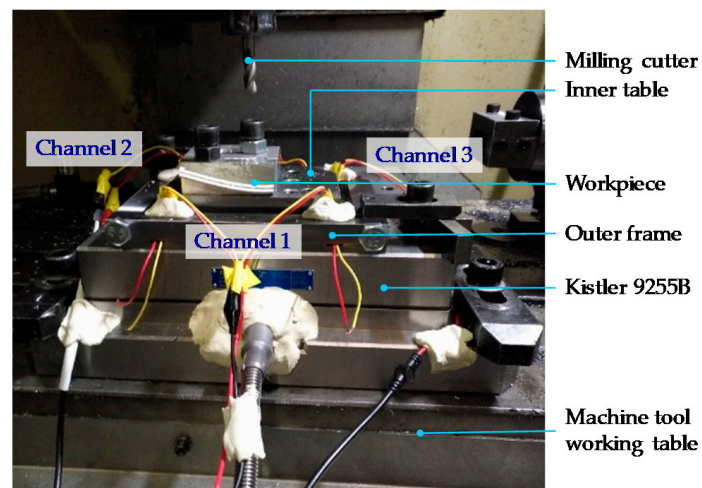 Milling cutter
Inner table
Channel 2
Channel 3
Workpiece
Channel 1
Outer frame
Kistler 9255B
Machine tool
working table